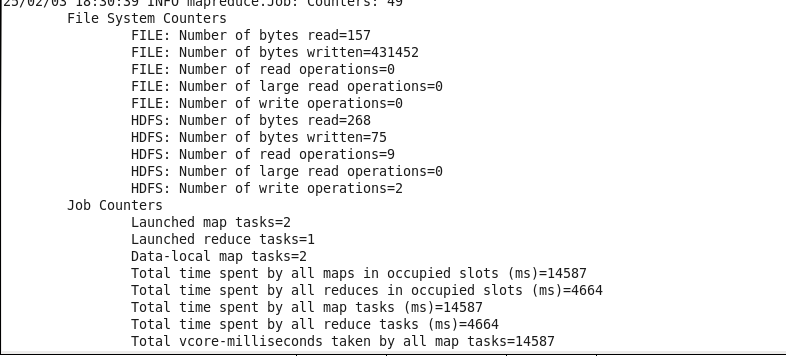 25/02/03 18:30:39 INFO mapreduce.Job: Counters: 49
File System Counters
FILE: Number of bytes read=157
FILE: Number of bytes written=431452
FILE: Number of read operations=0
FILE: Number of large read operations=0
FILE: Number of write operations=0
HDFS: Number of bytes read=268
HDFS: Number of bytes written=75
HDFS: Number of read operations=9
HDFS: Number of large read operations=0
HDFS: Number of write operations=2
Job Counters
Launched map tasks=2
Launched reduce tasks=1
Data-local map tasks=2
Total time spent by all maps in occupied slots (ms)=14587
Total time spent by all reduces in occupied slots (ms)=4664
Total time spent by all map tasks (ms)=14587
Total time spent by all reduce tasks (ms)=4664
Total vcore-milliseconds taken by all map tasks=14587